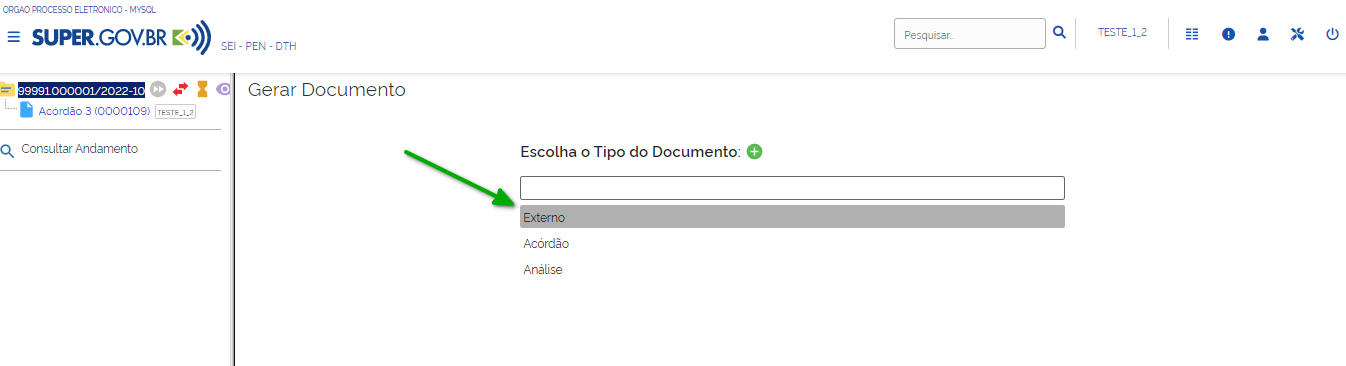 ORGAO PROCESSO ELETRONICO - MYSQL
SUPER.GOV.BR
SEI - PEN - DTH
Pesquisar..
TESTE_1_2
99991.000001/2022-10
Acórdão 3 (0000109) TESTE_1_2
Consultar Andamento
Gerar Documento
Escolha o Tipo do Documento:
Externo
Acórdão
Análise